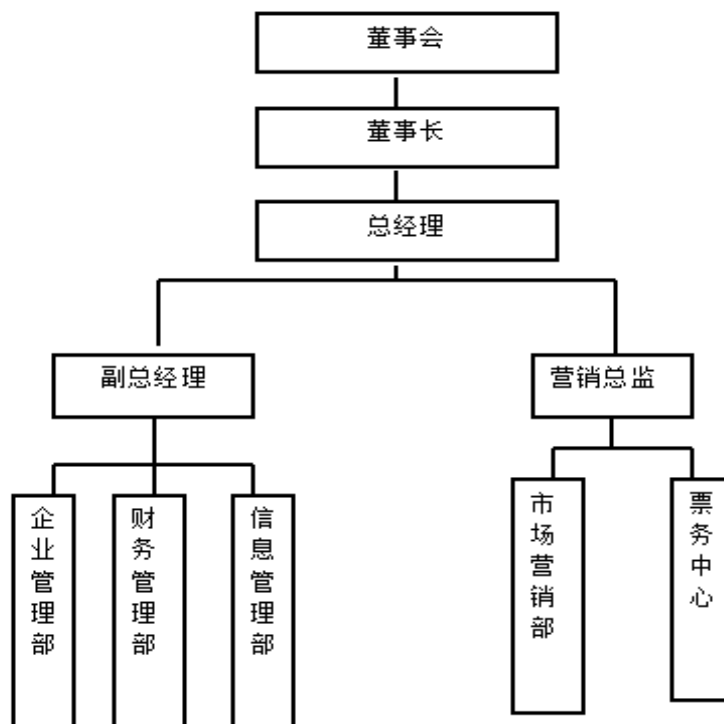 董事会
董事长
总经理
副总经理
营销总监
企业管理部
财务管理部
信息管理部
市场营销部
票务中心